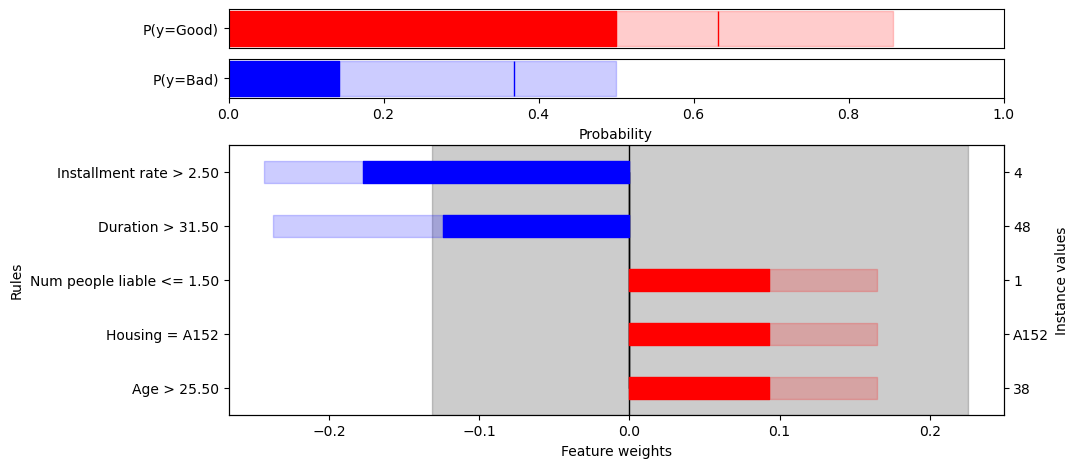 P(y=Good)
P(y=Bad)
0.0 0.2 0.4 0.6 0.8 1.0
Probability
Installment rate > 2.50 4
Duration > 31.50 48
Num people liable <= 1.50 1
Housing = A152 A152
Age > 25.50 38
Rules
Instance values
−0.2 −0.1 0.0 0.1 0.2
Feature weights